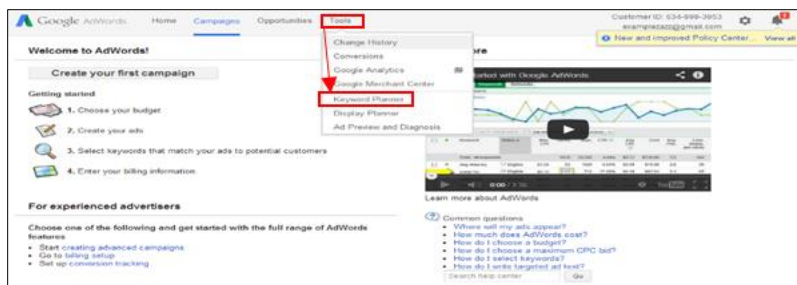 Google AdWords Home Campaigns Opportunities Tools
Customer ID: 534-898-3953
example2azz@gmail.com
New and improved Policy Center... View all
Welcome to AdWords!
Create your first campaign
Getting started
1. Choose your budget
2. Create your ads
3. Select keywords that match your ads to potential customers
4. Enter your billing information
For experienced advertisers
Choose one of the following and get started with the full range of AdWords
features
Start creating advanced campaigns
Go to billing setup
Set up conversion tracking
Change History
Conversions
Google Analytics
Google Merchant Center
Keyword Planner
Display Planner
Ad Preview and Diagnosis
started with Google AdWords
0:00
Learn more about AdWords
Common questions
Where will my ads appear?
How much does AdWords cost?
How do I choose a budget?
How do I choose a maximum CPC bid?
How do I select keywords?
How do I write targeted ad text?
Search help center Go